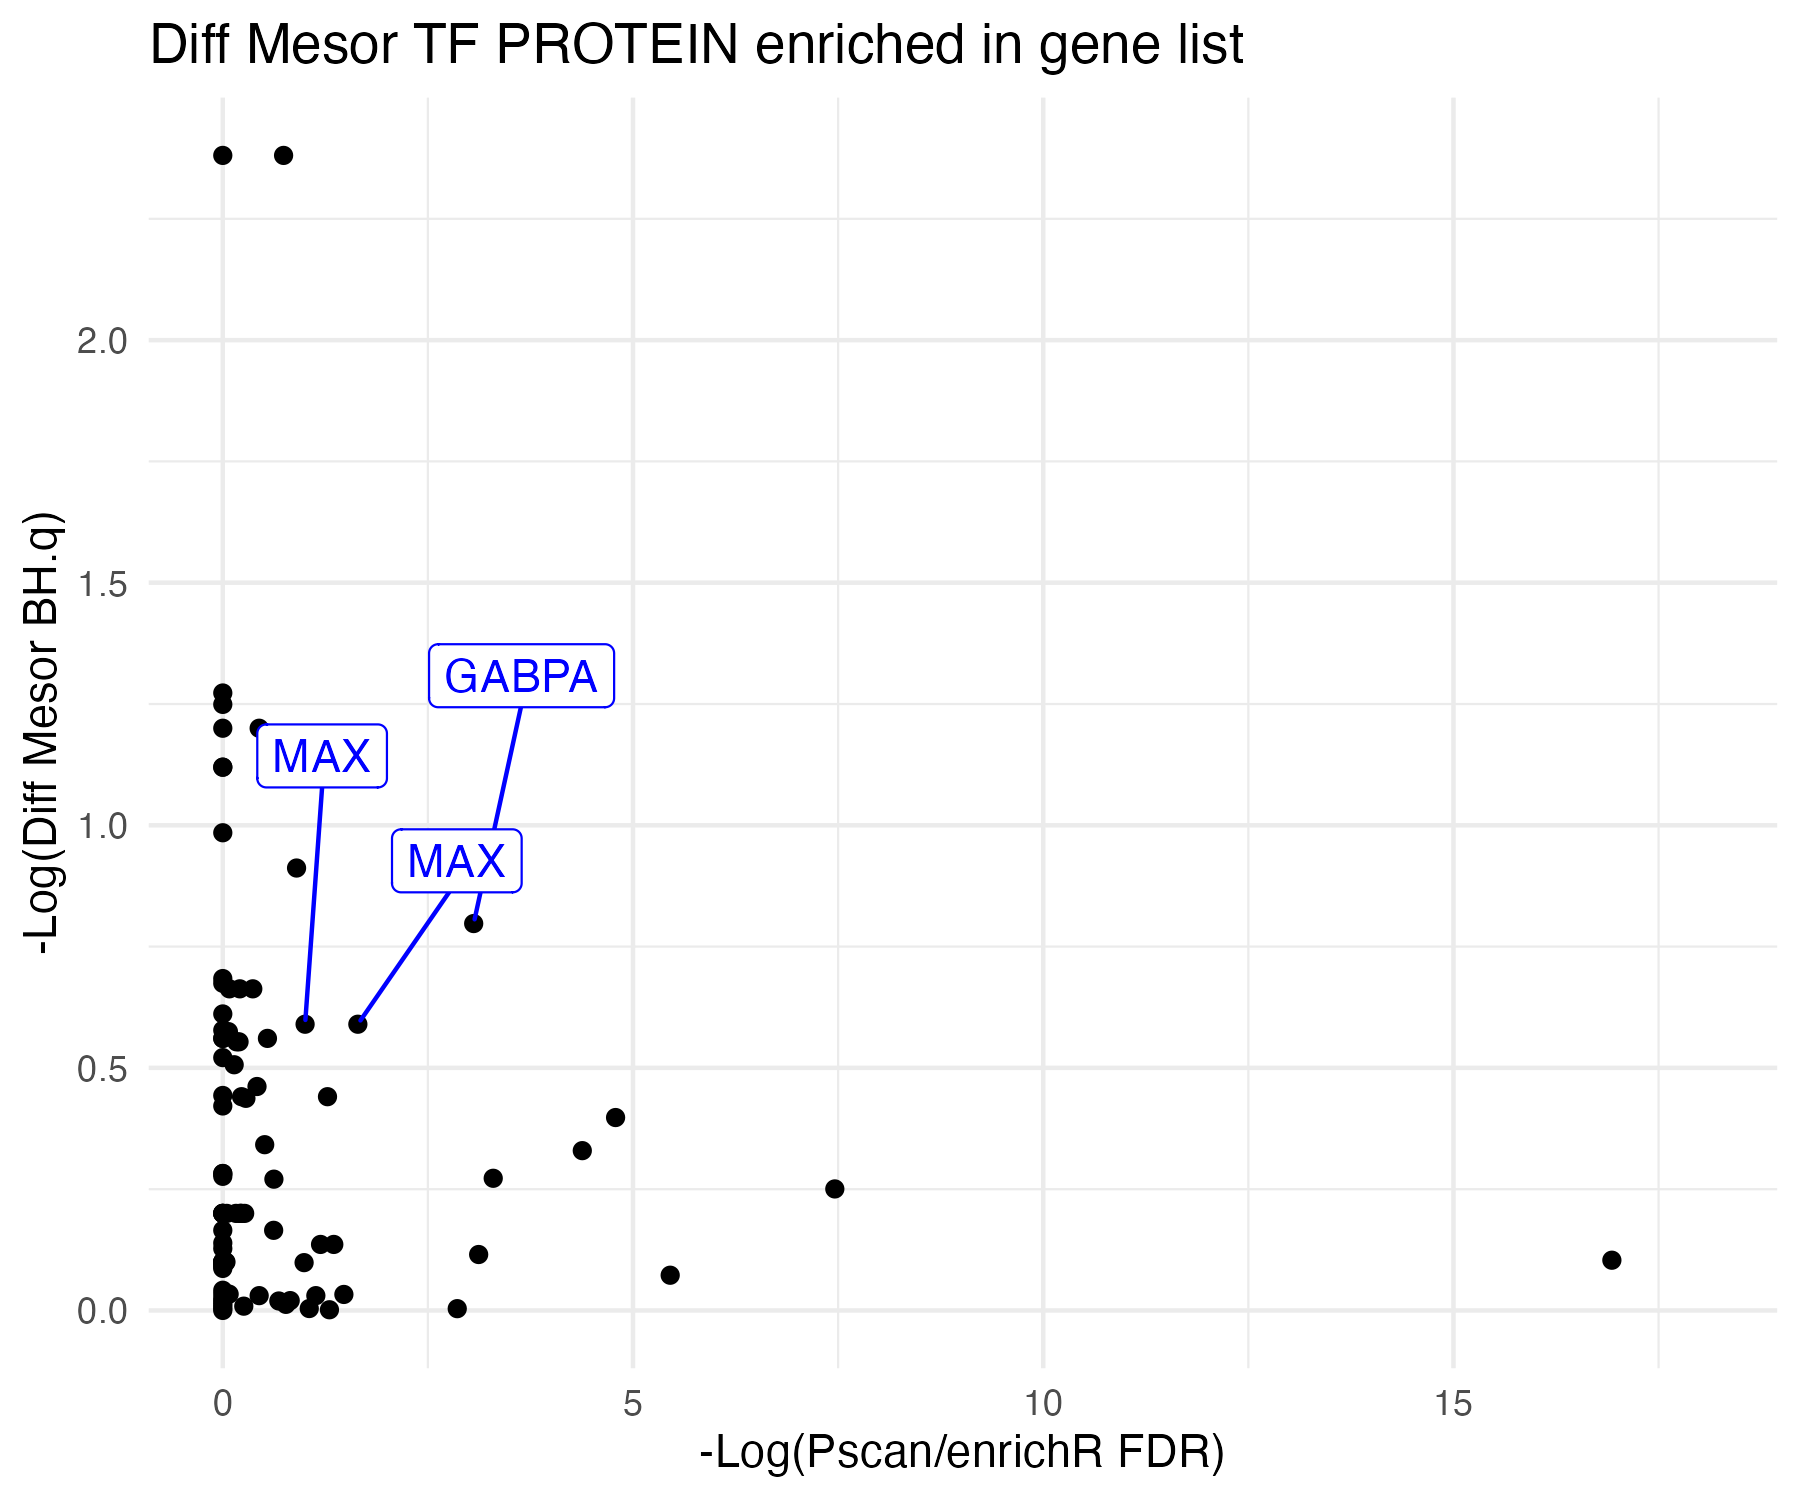 Diff Mesor TF PROTEIN enriched in gene list
-Log(Diff Mesor BH.q)
2.0
1.5
1.0
0.5
0.0
GABPA
MAX
MAX
0
5
10
15
-Log(Pscan/enrichR FDR)